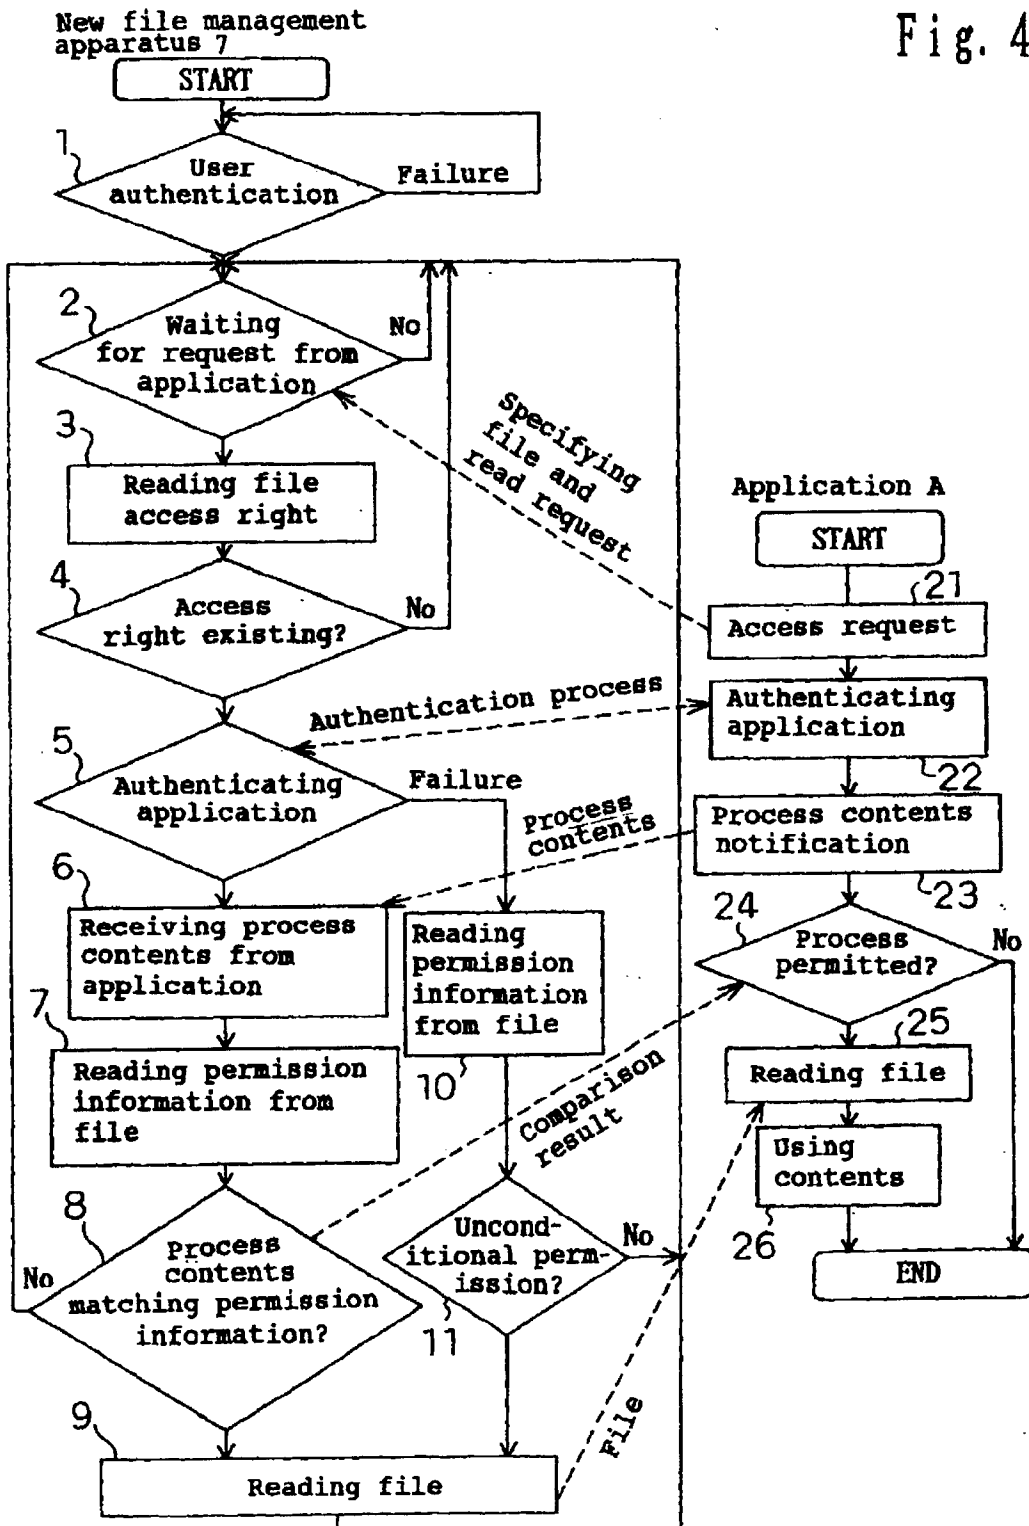 New file management
apparatus 7
Fig. 4
START
1
User
authentication
Failure
2
Waiting
for request from
application
No
3
Reading file
access right
4
Access
right existing?
No
5
Authenticating
application
Failure
6
Receiving process
contents from
application
7
Reading permission
information from
file
8
Process
contents
matching permission
information?
No
9
Reading file
Reading
permission
information
from file
10
Uncond-
itional perm-
ission?
No
11
Specifying
file and
read request
Authentication process
Process
contents
Comparison
result
File
Application A
START
21
Access request
Authenticating
application
22
Process contents
notification
23
24
Process
permitted?
No
25
Reading file
Using
contents
26
END